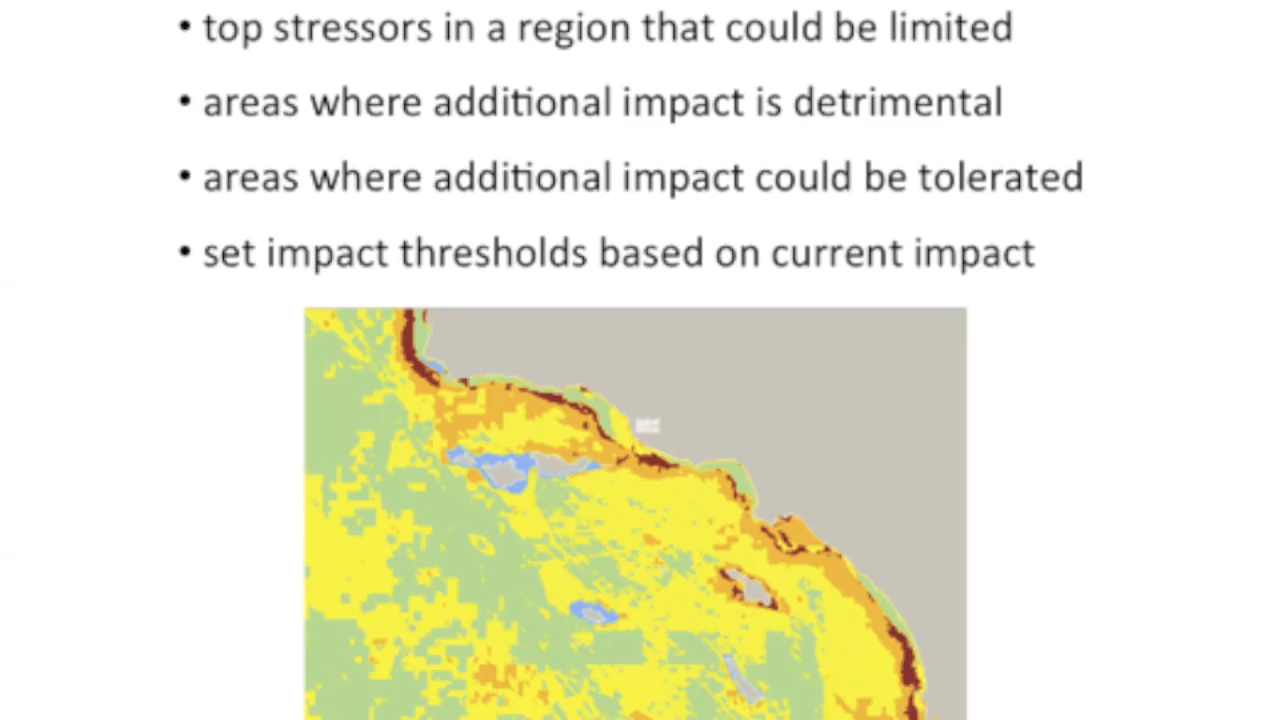 • top stressors in a region that could be limited
• areas where additional impact is detrimental
• areas where additional impact could be tolerated
• set impact thresholds based on current impact